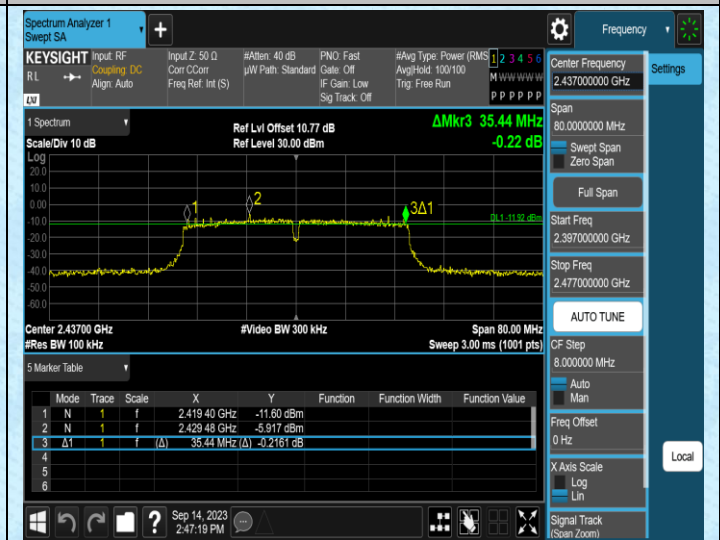 Spectrum Analyzer 1
Swept SA
Frequency
KEYSIGHT
RL
LXI
Input: RF
Coupling: DC
Align: Auto
Input Z: 50 Ω
Corr CCorr
Freq Ref: Int (S)
#Atten: 40 dB
µW Path: Standard
PNO: Fast
Gate: Off
IF Gain: Low
Sig Track: Off
#Avg Type: Power (RMS
Avg|Hold: 100/100
Trig: Free Run
1 2 3 4 5 6
M W W W W W
P P P P P P
1 Spectrum
Scale/Div 10 dB
Ref Lvl Offset 10.77 dB
Ref Level 30.00 dBm
ΔMkr3 35.44 MHz
-0.22 dB
Log
20.0
10.0
0.00
-10.0
-20.0
-30.0
-40.0
-50.0
-60.0
1
2
3Δ1
DL1 -11.92 dBm
Center 2.43700 GHz
#Video BW 300 kHz
Span 80.00 MHz
#Res BW 100 kHz
Sweep 3.00 ms (1001 pts)
5 Marker Table
Mode Trace Scale X Y Function Function Width Function Value
1 N 1 f 2.419 40 GHz -11.60 dBm
2 N 1 f 2.429 48 GHz -5.917 dBm
3 Δ1 1 f (Δ) 35.44 MHz (Δ) -0.2161 dB
4
5
6
Sep 14, 2023
2:47:19 PM
?
Center Frequency
2.437000000 GHz
Settings
Span
80.0000000 MHz
Swept Span
Zero Span
Full Span
Start Freq
2.397000000 GHz
Stop Freq
2.477000000 GHz
AUTO TUNE
CF Step
8.000000 MHz
Auto
Man
Freq Offset
0 Hz
Local
X Axis Scale
Log
Lin
Signal Track
(Span Zoom)